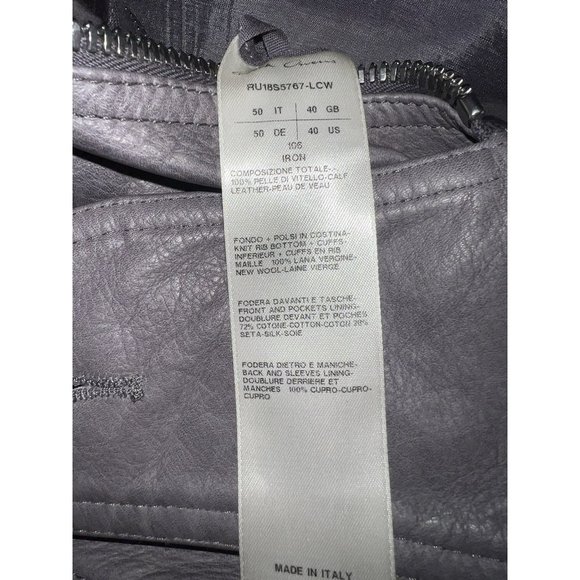 Owens
RU18S5767-LCW
50 IT 40 GB
50 DE 40 US
106
IRON
COMPOSIZIONE TOTALE-
100% PELLE DI VITELLO-CALF
LEATHER-PEAU DE VEAU
FONDO + POLSI IN COSTINA-
KNIT RIB BOTTOM + CUFFS-
INFERIEUR + CUFFS EN RIB
MAILLE 100% LANA VERGINE-
NEW WOOL-LAINE VIERGE
FODERA DAVANTI E TASCHE-
FRONT AND POCKETS LINING-
DOUBLURE DEVANT ET POCHES
72% COTONE-COTTON-COTON 28%
SETA-SILK-SOIE
FODERA DIETRO E MANICHE-
BACK AND SLEEVES LINING-
DOUBLURE DERRIERE ET
MANCHES 100% CUPRO-CUPRO-
CUPRO
MADE IN ITALY